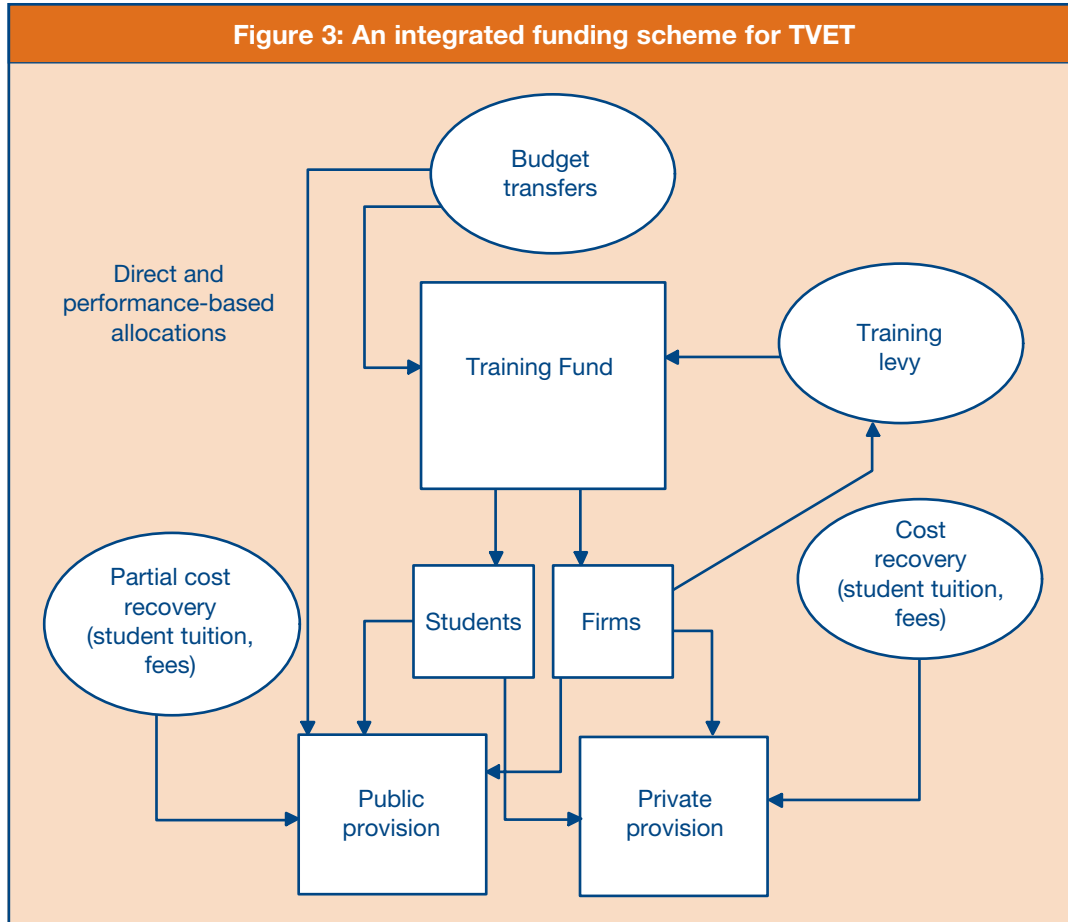 Figure 3: An integrated funding scheme for TVET
Budget
transfers
Direct and
performance-based
allocations
Training Fund
Training
levy
Partial cost
recovery
(student tuition,
fees)
Students
Firms
Cost
recovery
(student tuition,
fees)
Public
provision
Private
provision